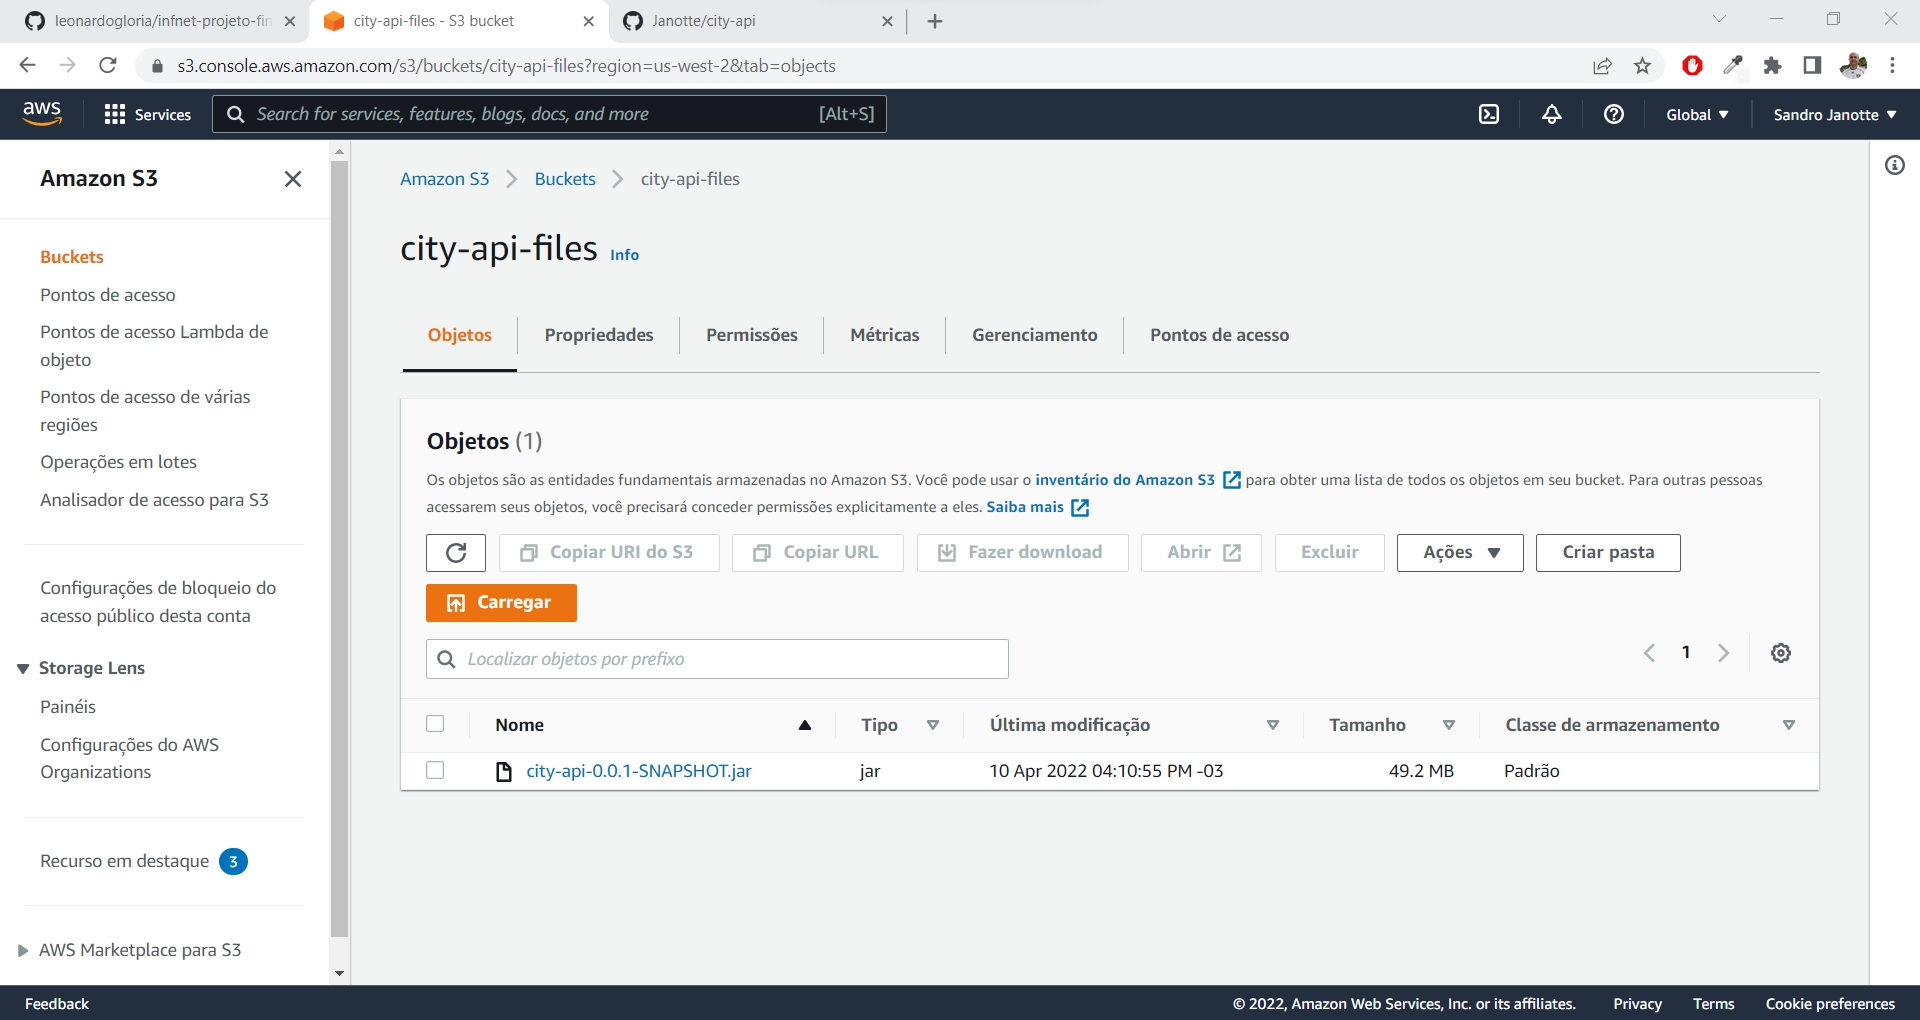 leonardogloria/infnet-projeto-fin
city-api-files - S3 bucket
Janotte/city-api
s3.console.aws.amazon.com/s3/buckets/city-api-files?region=us-west-2&tab=objects
aws
Services
Search for services, features, blogs, docs, and more
[Alt+S]
Global
Sandro Janotte
Amazon S3
Buckets
Pontos de acesso
Pontos de acesso Lambda de
objeto
Pontos de acesso de várias
regiões
Operações em lotes
Analisador de acesso para S3
Configurações de bloqueio do
acesso público desta conta
Storage Lens
Painéis
Configurações do AWS
Organizations
Recurso em destaque 3
AWS Marketplace para S3
Amazon S3 > Buckets > city-api-files
city-api-files Info
Objetos
Propriedades
Permissões
Métricas
Gerenciamento
Pontos de acesso
Objetos (1)
Os objetos são as entidades fundamentais armazenadas no Amazon S3. Você pode usar o inventário do Amazon S3 para obter uma lista de todos os objetos em seu bucket. Para outras pessoas
acessarem seus objetos, você precisará conceder permissões explicitamente a eles. Saiba mais
Copiar URI do S3
Copiar URL
Fazer download
Abrir
Excluir
Ações
Criar pasta
Carregar
Localizar objetos por prefixo
1
Nome
Tipo
Última modificação
Tamanho
Classe de armazenamento
city-api-0.0.1-SNAPSHOT.jar
jar
10 Apr 2022 04:10:55 PM -03
49.2 MB
Padrão
Feedback
© 2022, Amazon Web Services, Inc. or its affiliates.
Privacy
Terms
Cookie preferences